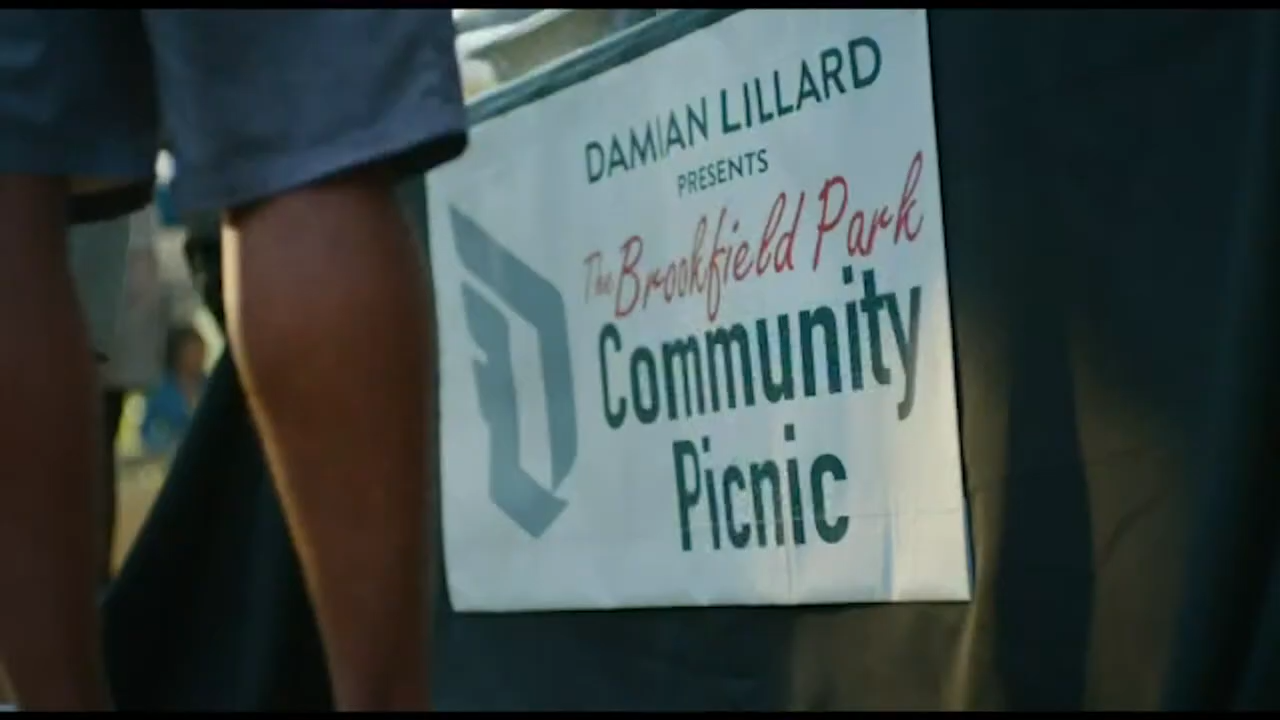 DAMIAN LILLARD
PRESENTS
The Brookfield Park
Community
Picnic